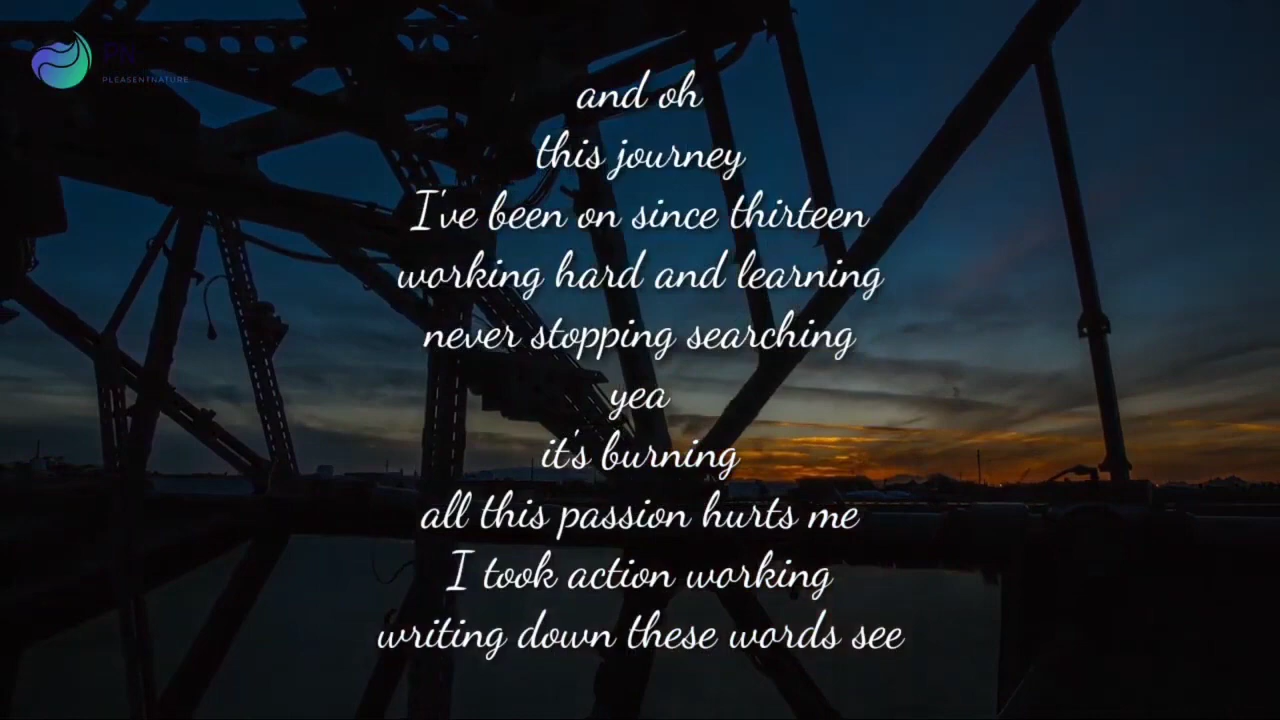 PLEASENTNATURE
and oh
this journey
I've been on since thirteen
working hard and learning
never stopping searching
yea
it's burning
all this passion hurts me
I took action working
writing down these words see